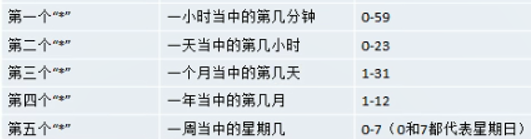 第一个“*” 一小时当中的第几分钟 0-59
第二个“*” 一天当中的第几小时 0-23
第三个“*” 一个月当中的第几天 1-31
第四个“*” 一年当中的第几月 1-12
第五个“*” 一周当中的星期几 0-7（0和7都代表星期日）